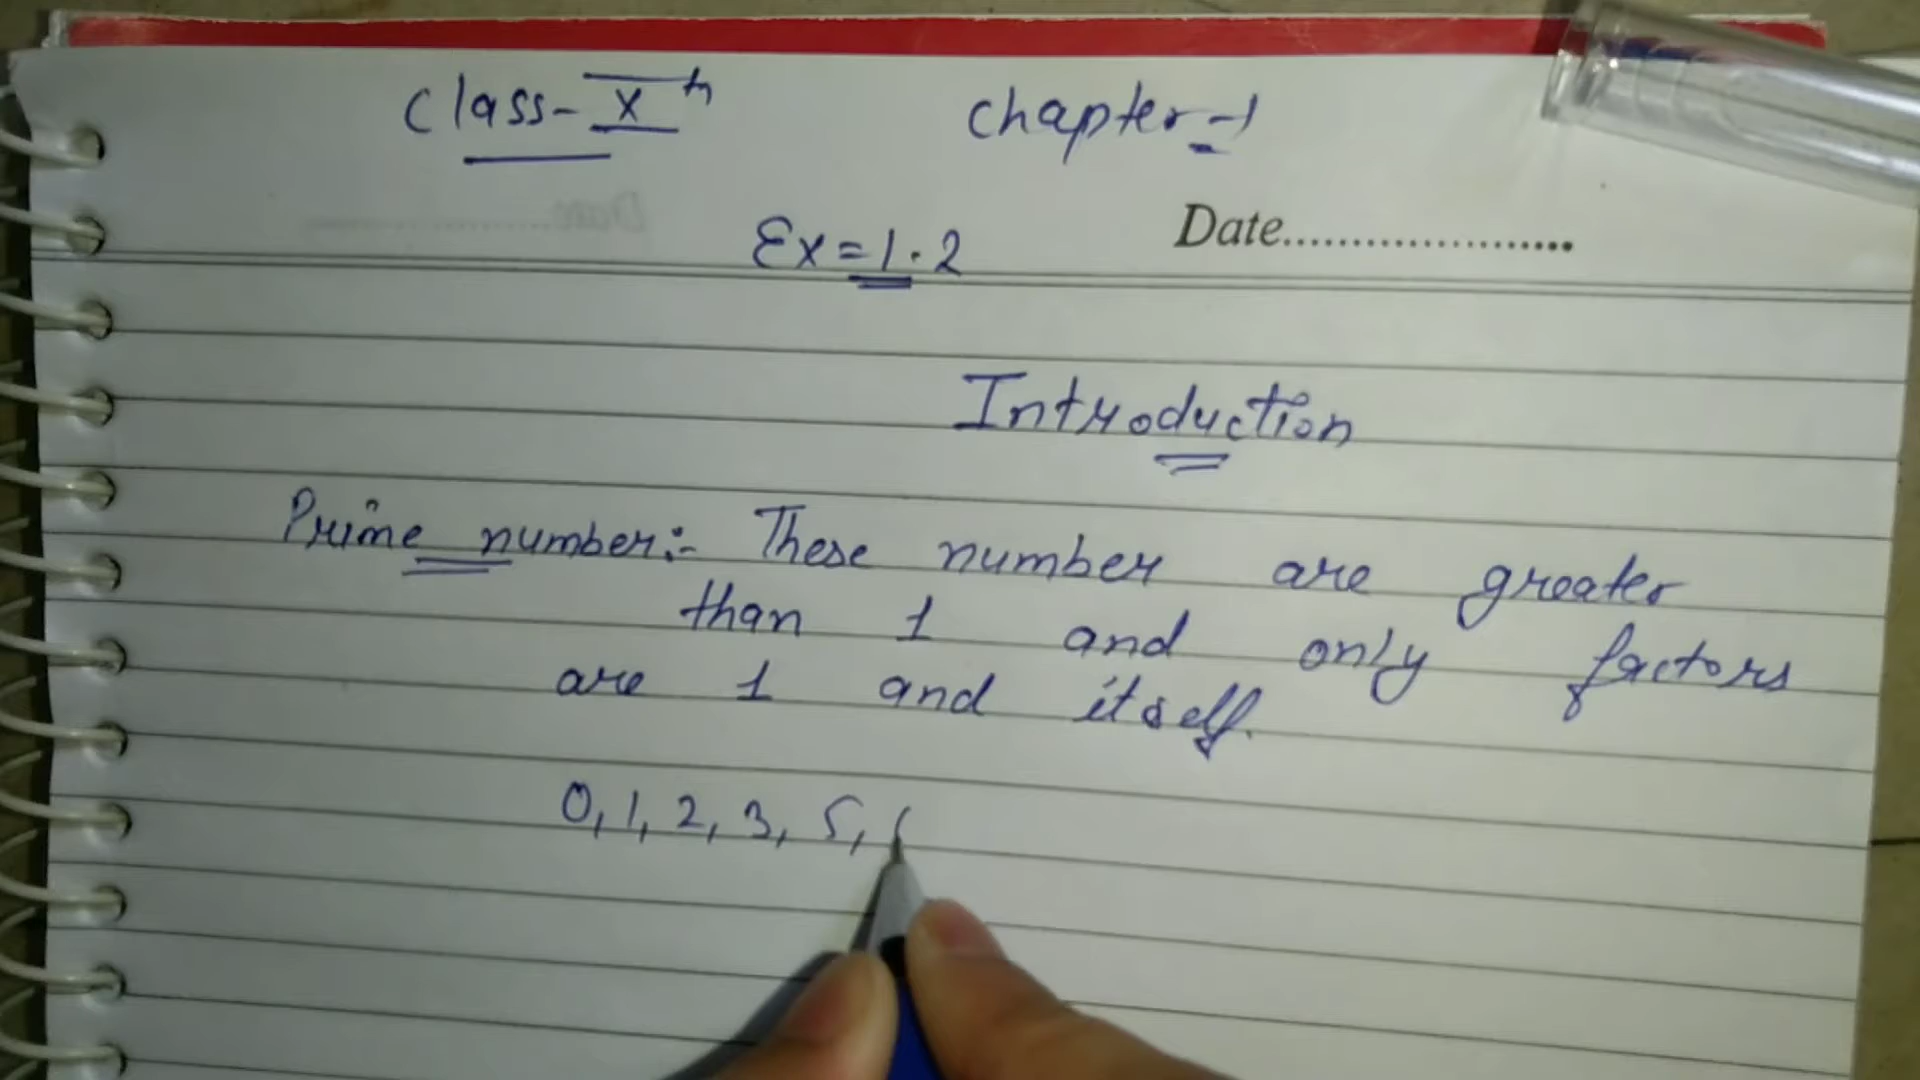 Class - Xth Chapter - 1
Date......................
Ex = 1.2
Introduction
Prime number:- These number are greater
than 1 and only factors
are 1 and itself.
0, 1, 2, 3, 5,